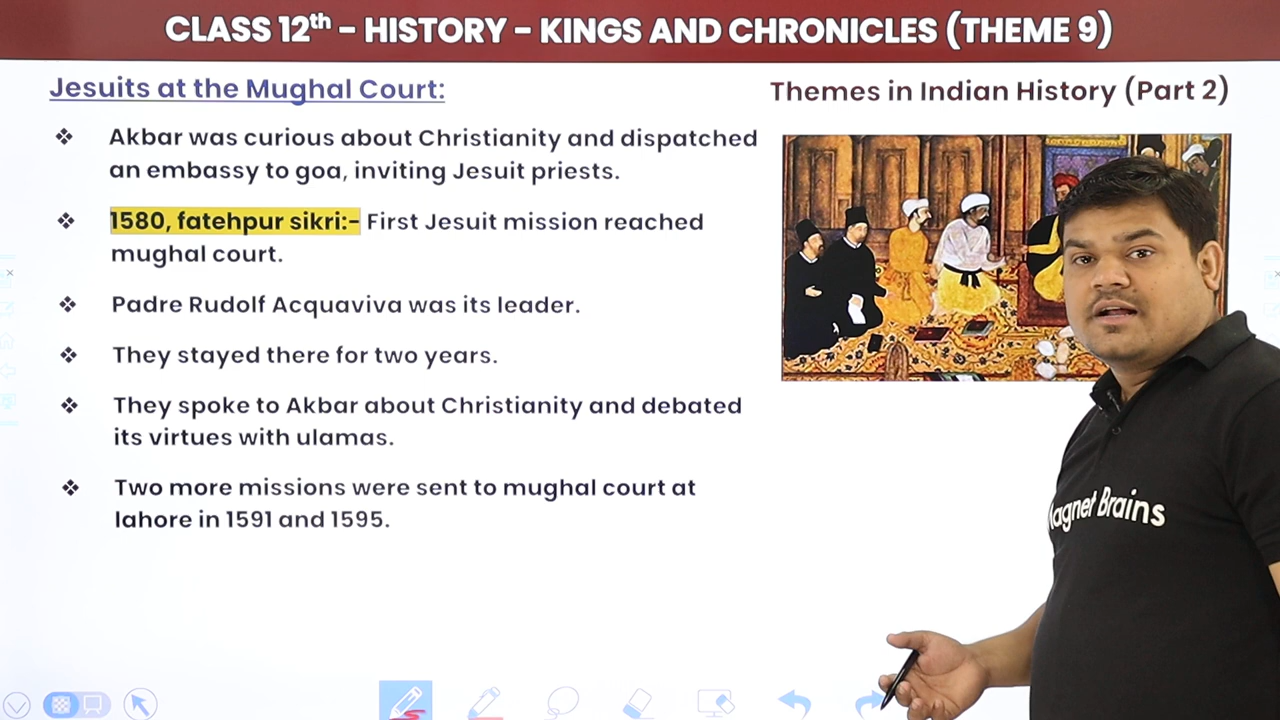 CLASS 12th - HISTORY - KINGS AND CHRONICLES (THEME 9)
Jesuits at the Mughal Court:
Themes in Indian History (Part 2)
❖ Akbar was curious about Christianity and dispatched
an embassy to goa, inviting Jesuit priests.
❖ 1580, fatehpur sikri:- First Jesuit mission reached
mughal court.
❖ Padre Rudolf Acquaviva was its leader.
❖ They stayed there for two years.
❖ They spoke to Akbar about Christianity and debated
its virtues with ulamas.
❖ Two more missions were sent to mughal court at
lahore in 1591 and 1595.
Magnet Brains